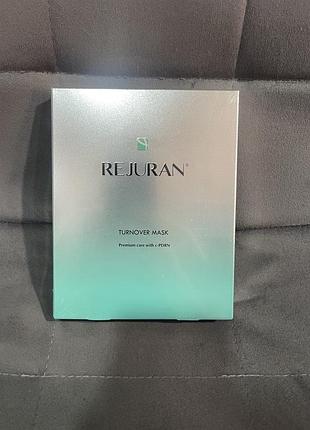 REJURAN®
TURNOVER MASK
Premium care with c-PDRN